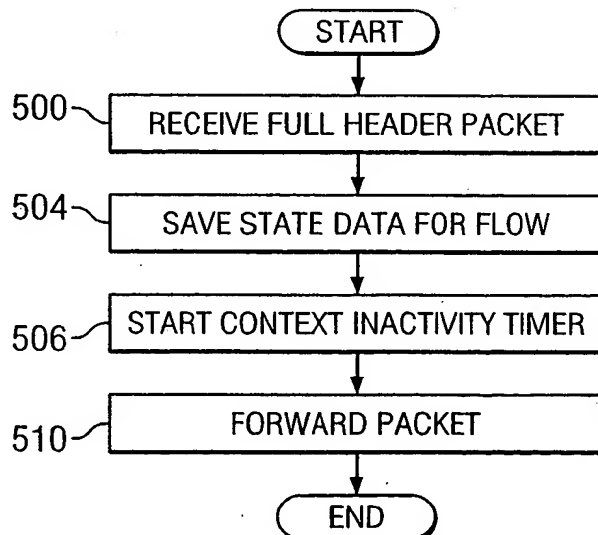 START
500 RECEIVE FULL HEADER PACKET
504 SAVE STATE DATA FOR FLOW
506 START CONTEXT INACTIVITY TIMER
510 FORWARD PACKET
END